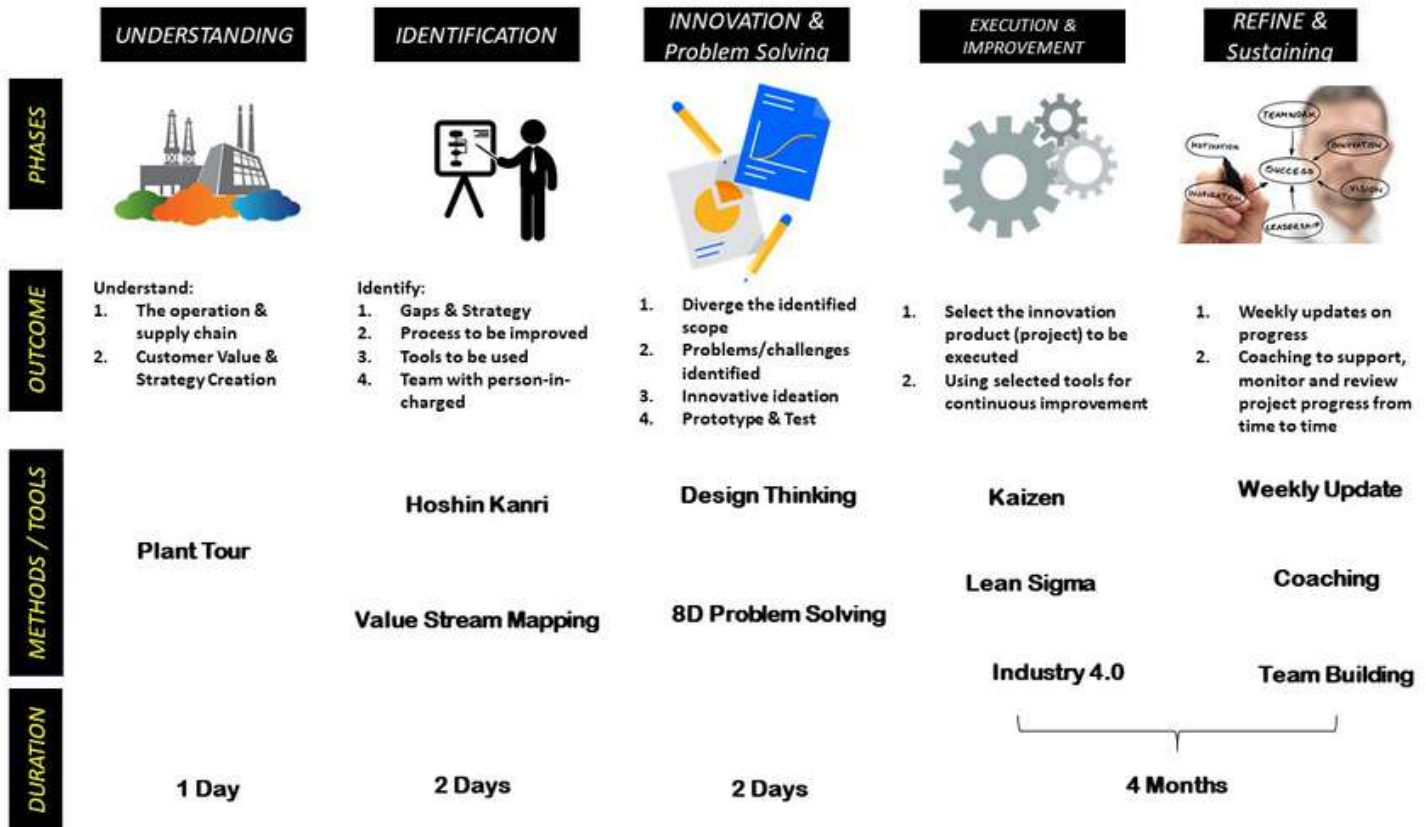 UNDERSTANDING
IDENTIFICATION
INNOVATION &
Problem Solving
EXECUTION &
IMPROVEMENT
REFINE &
Sustaining
PHASES
TEAMWORK
MOTIVATION
INNOVATION
SUCCESS
INSPIRATION
VISION
LEADERSHIP
OUTCOME
Understand:
1. The operation &
supply chain
2. Customer Value &
Strategy Creation
Identify:
1. Gaps & Strategy
2. Process to be improved
3. Tools to be used
4. Team with person-in-
charged
1. Diverge the identified
scope
2. Problems/challenges
identified
3. Innovative ideation
4. Prototype & Test
1. Select the innovation
product (project) to be
executed
2. Using selected tools for
continuous improvement
1. Weekly updates on
progress
2. Coaching to support,
monitor and review
project progress from
time to time
METHODS / TOOLS
Plant Tour
Hoshin Kanri
Value Stream Mapping
Design Thinking
8D Problem Solving
Kaizen
Lean Sigma
Industry 4.0
Weekly Update
Coaching
Team Building
DURATION
1 Day
2 Days
2 Days
4 Months